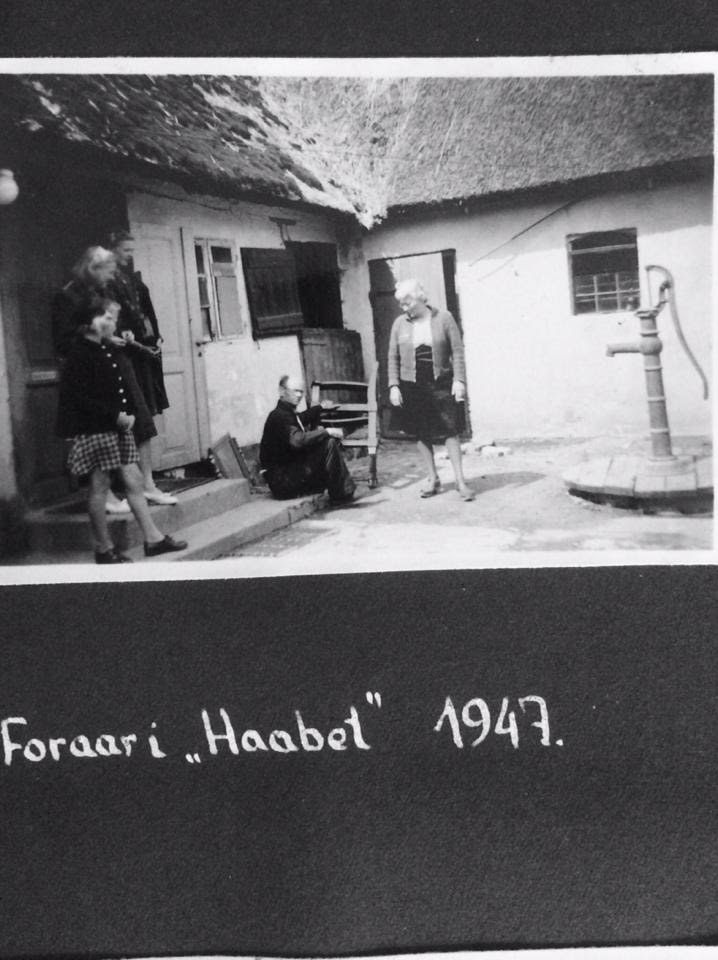 Foraar i „Haabet" 1947.